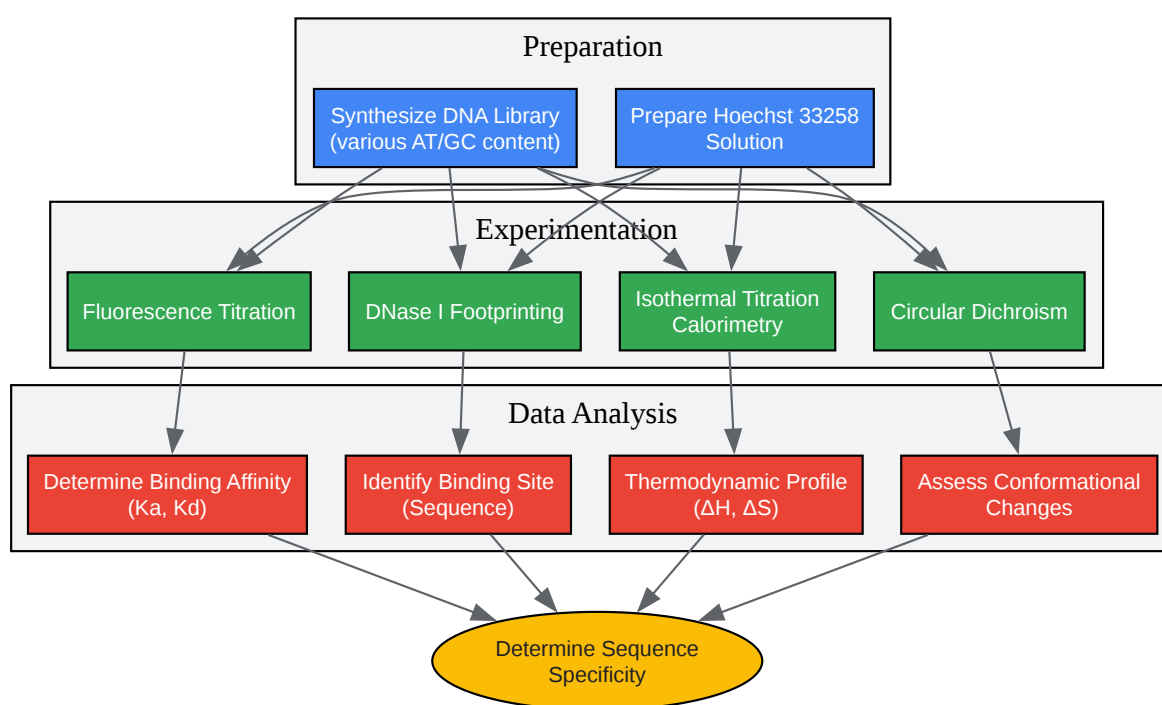 Preparation
Synthesize DNA Library
(various AT/GC content)
Prepare Hoechst 33258
Solution
Experimentation
Fluorescence Titration
DNase I Footprinting
Isothermal Titration
Calorimetry
Circular Dichroism
Data Analysis
Determine Binding Affinity
(Ka, Kd)
Identify Binding Site
(Sequence)
Thermodynamic Profile
(ΔH, ΔS)
Assess Conformational
Changes
Determine Sequence
Specificity